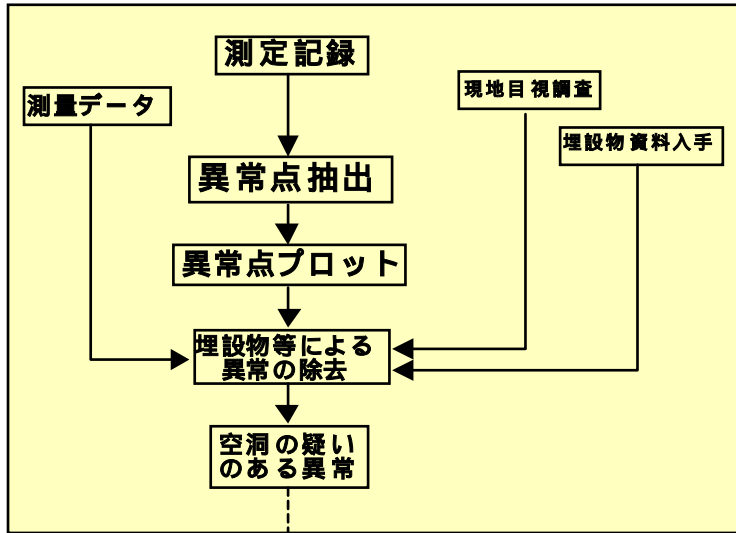 測定記録
測量データ
現地目視調査
埋設物資料入手
異常点抽出
異常点プロット
埋設物等による
異常の除去
空洞の疑い
のある異常